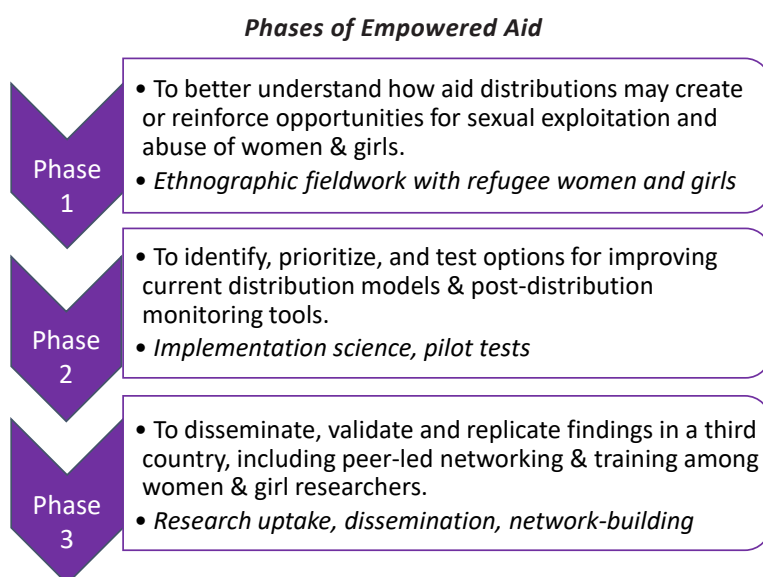 Phases of Empowered Aid
Phase
1
• To better understand how aid distributions may create
or reinforce opportunities for sexual exploitation and
abuse of women & girls.
• Ethnographic fieldwork with refugee women and girls
Phase
2
• To identify, prioritize, and test options for improving
current distribution models & post-distribution
monitoring tools.
• Implementation science, pilot tests
Phase
3
• To disseminate, validate and replicate findings in a third
country, including peer-led networking & training among
women & girl researchers.
• Research uptake, dissemination, network-building